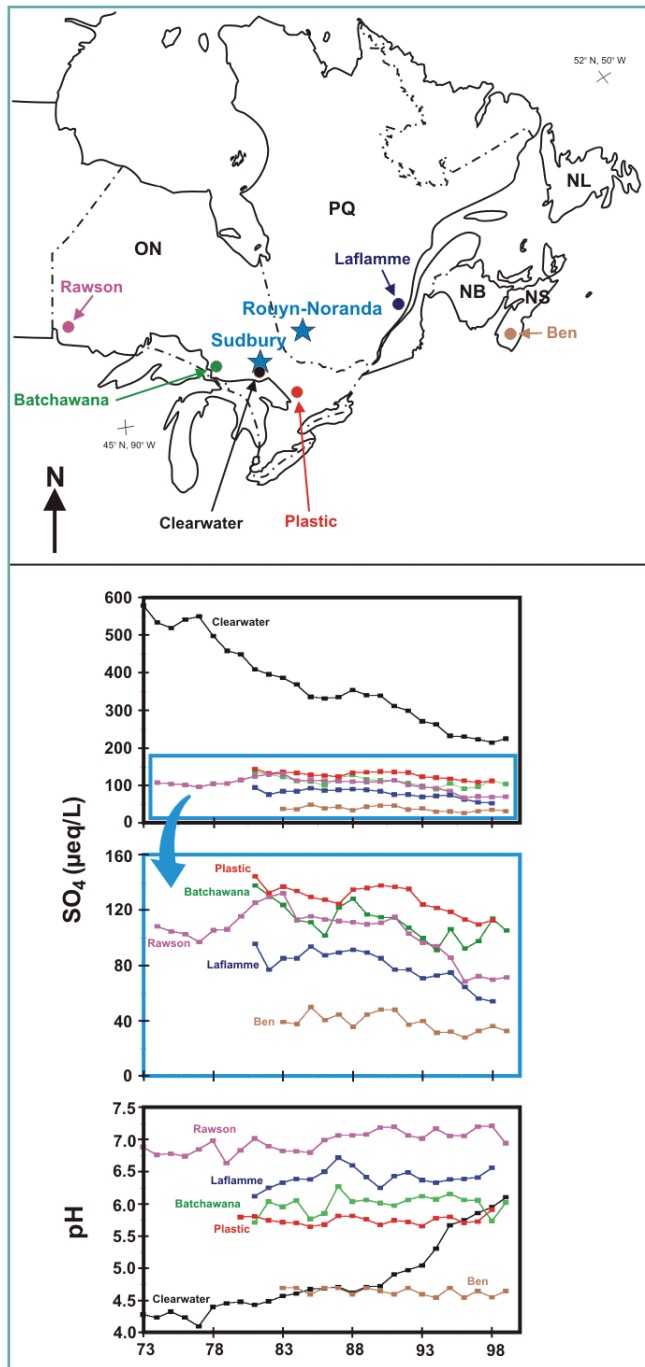 52° N, 50° W
NL
PQ
ON
Laflamme
NB
NS
Rawson
Rouyn-Noranda
Ben
Sudbury
Batchawana
45° N, 90° W
N
Clearwater
Plastic
600
Clearwater
500
400
300
200
100
0
SO₄ (µeq/L)
160
Plastic
Batchawana
120
Rawson
80
Laflamme
40
Ben
0
7.5
Rawson
7.0
6.5
Laflamme
Batchawana
6.0
Plastic
5.5
pH
5.0
Ben
4.5
Clearwater
4.0
73 78 83 88 93 98